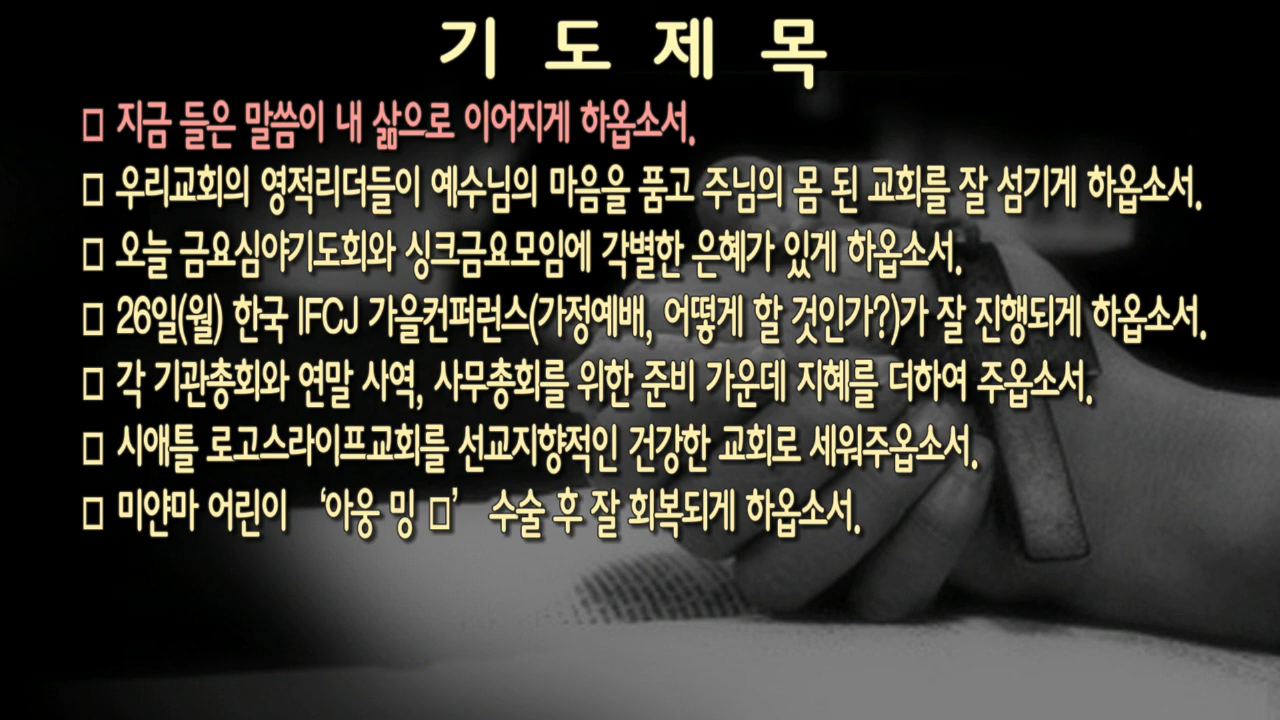 기 도 제 목
□ 지금 들은 말씀이 내 삶으로 이어지게 하옵소서.
□ 우리교회의 영적리더들이 예수님의 마음을 품고 주님의 몸 된 교회를 잘 섬기게 하옵소서.
□ 오늘 금요심야기도회와 싱크금요모임에 각별한 은혜가 있게 하옵소서.
□ 26일(월) 한국 IFCJ 가을컨퍼런스(가정예배, 어떻게 할 것인가?)가 잘 진행되게 하옵소서.
□ 각 기관총회와 연말 사역, 사무총회를 위한 준비 가운데 지혜를 더하여 주옵소서.
□ 시애틀 로고스라이프교회를 선교지향적인 건강한 교회로 세워주옵소서.
□ 미얀마 어린이 ‘아웅 밍 □’ 수술 후 잘 회복되게 하옵소서.